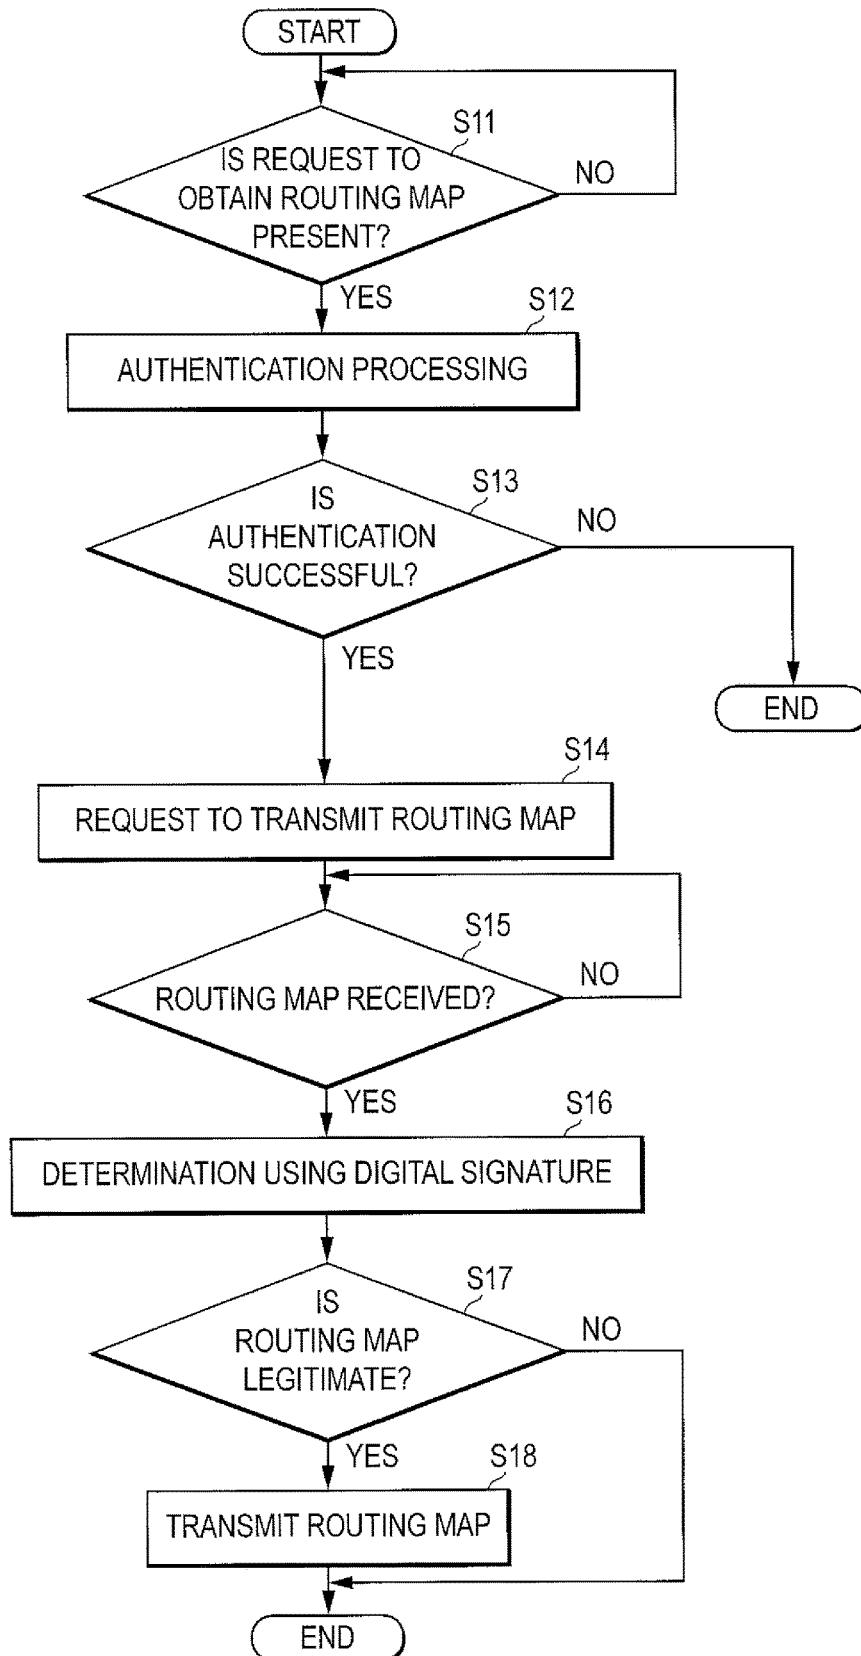 START
S11
IS REQUEST TO
OBTAIN ROUTING MAP
PRESENT?
NO
YES
S12
AUTHENTICATION PROCESSING
S13
IS
AUTHENTICATION
SUCCESSFUL?
NO
YES
END
S14
REQUEST TO TRANSMIT ROUTING MAP
S15
ROUTING MAP RECEIVED?
NO
YES
S16
DETERMINATION USING DIGITAL SIGNATURE
S17
IS
ROUTING MAP
LEGITIMATE?
NO
YES
S18
TRANSMIT ROUTING MAP
END